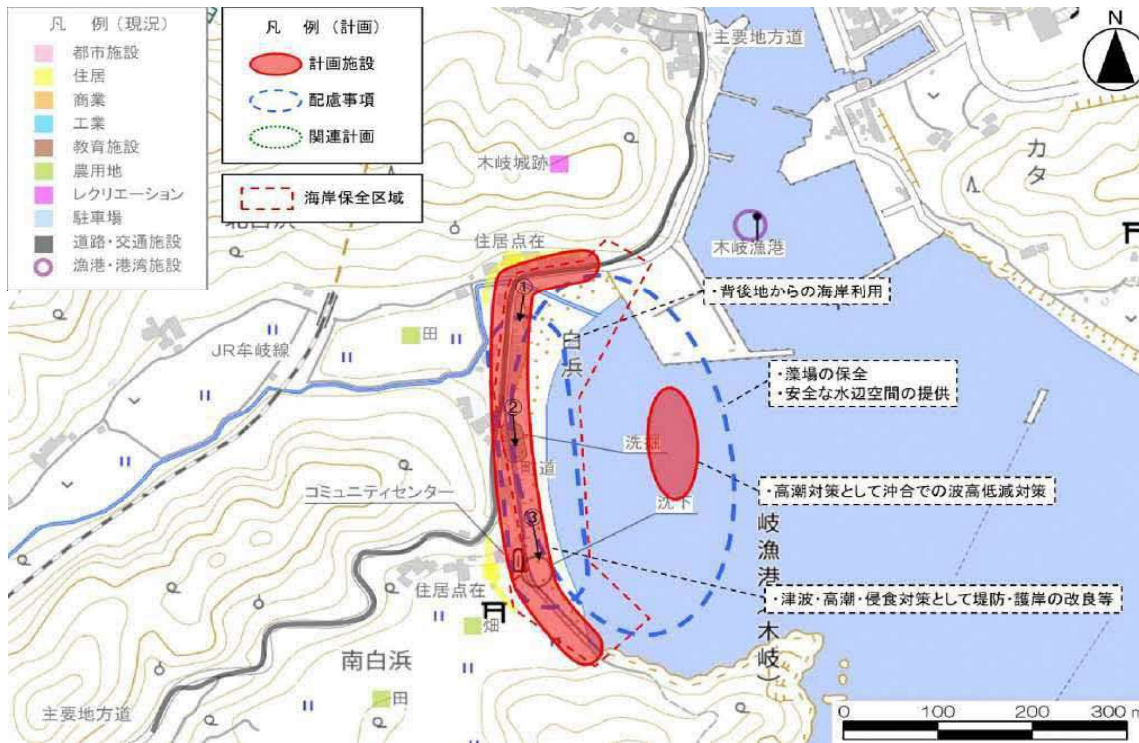 凡 例 (現況)
都市施設
住居
商業
工業
教育施設
農用地
レクリエーション
駐車場
道路・交通施設
漁港・港湾施設
凡 例 (計画)
計画施設
配慮事項
関連計画
海岸保全区域
主要地方道
N
カタ
木岐城跡
北白浜
住居点在
木岐漁港
①
・背後地からの海岸利用
白浜
田
JR牟岐線
・藻場の保全
・安全な水辺空間の提供
②
洗掘
町道
コミュニティセンター
沈下
・高潮対策として沖合での波高低減対策
③
岐漁港(木岐)
・津波・高潮・侵食対策として堤防・護岸の改良等
住居点在
畑
南白浜
田
主要地方道
0 100 200 300 m